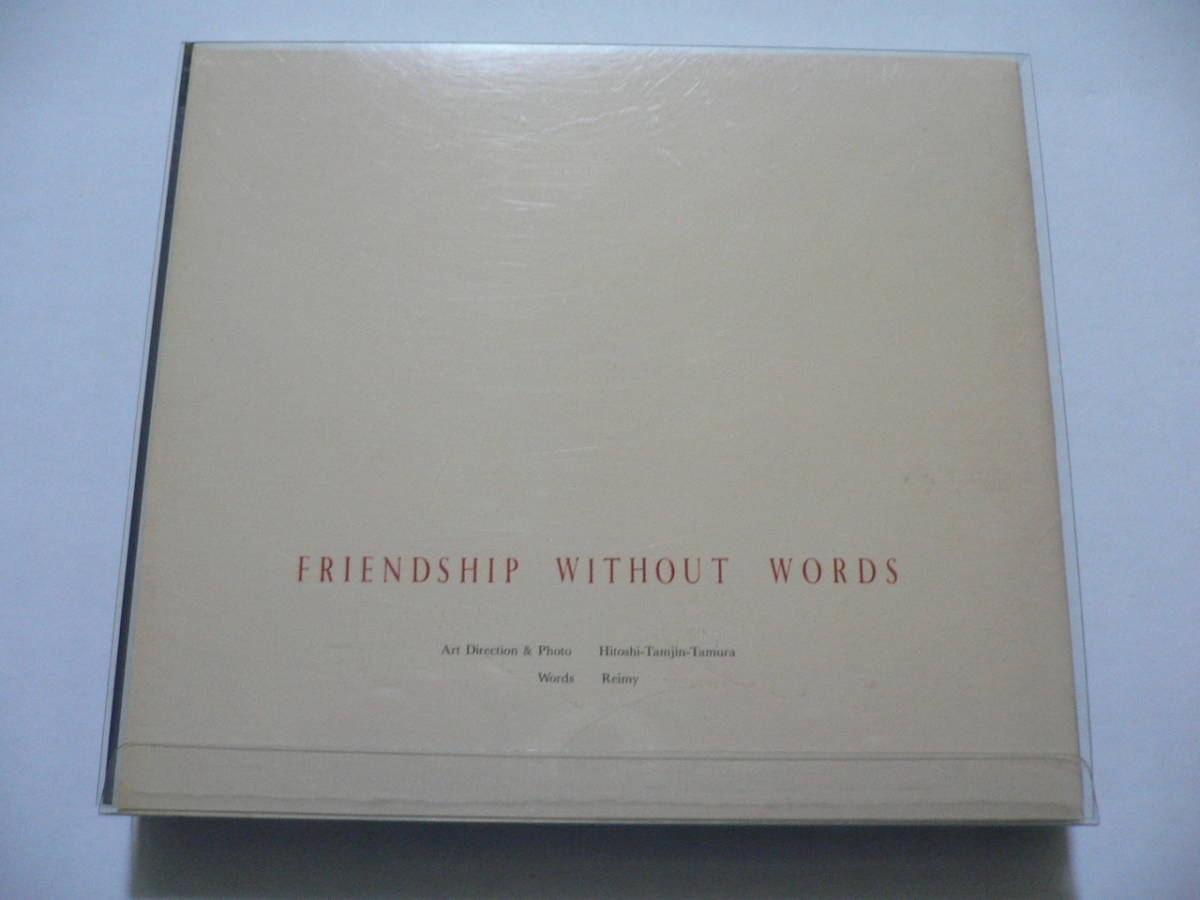 FRIENDSHIP WITHOUT WORDS
Art Direction & Photo Hitoshi-Tamjin-Tamura
Words Reimy